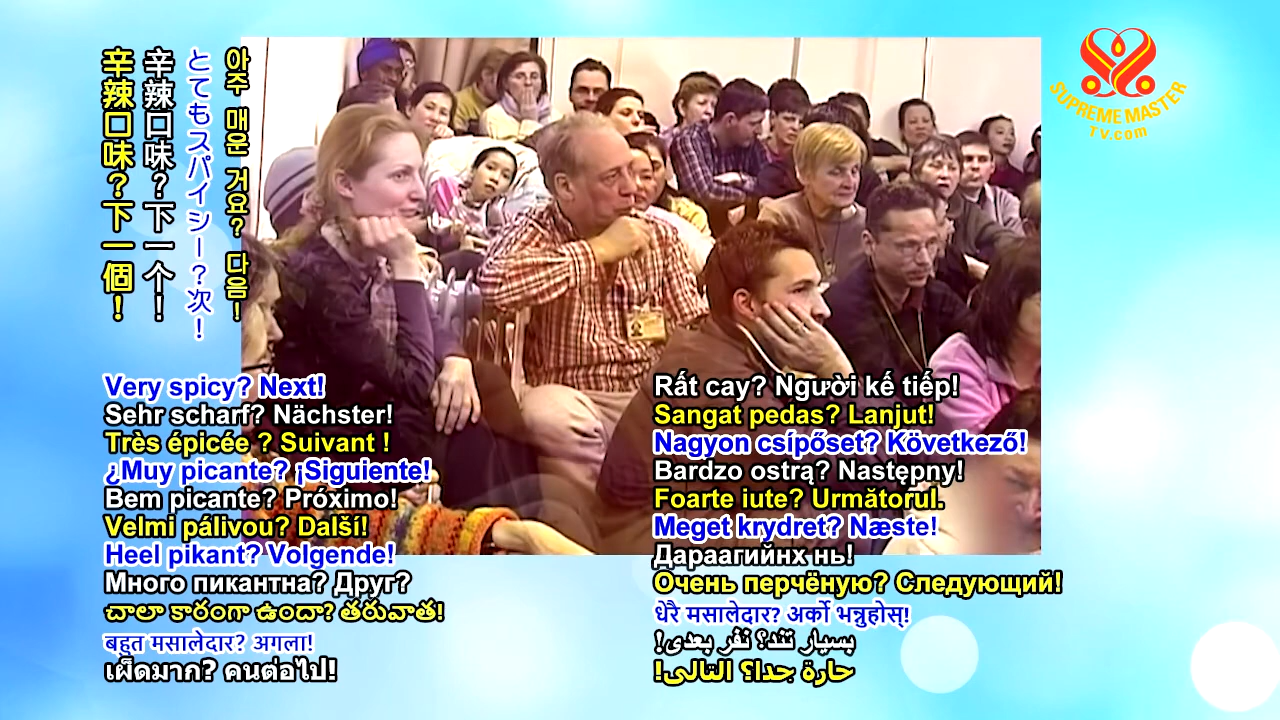 아주 매운 거요? 다음!
とてもスパイシー?次!
辛辣口味?下一个!
辛辣口味?下一個!
SUPREME MASTER
TV.com
Very spicy? Next!
Sehr scharf? Nächster!
Très épicée ? Suivant !
¿Muy picante? ¡Siguiente!
Bem picante? Próximo!
Velmi pálivou? Další!
Heel pikant? Volgende!
Много пикантна? Друг?
చాలా కారంగా ఉందా? తరువాత!
बहुत मसालेदार? अगला!
เผ็ดมาก? คนต่อไป!
Rất cay? Người kế tiếp!
Sangat pedas? Lanjut!
Nagyon csípőset? Következő!
Bardzo ostrą? Następny!
Foarte iute? Următorul.
Meget krydret? Næste!
Дараагийнх нь!
Очень перчёную? Следующий!
धेरै मसालेदार? अर्को भन्नुहोस्!
بسیار تند؟ نفر بعدی!
حارة جدا؟ التالى!